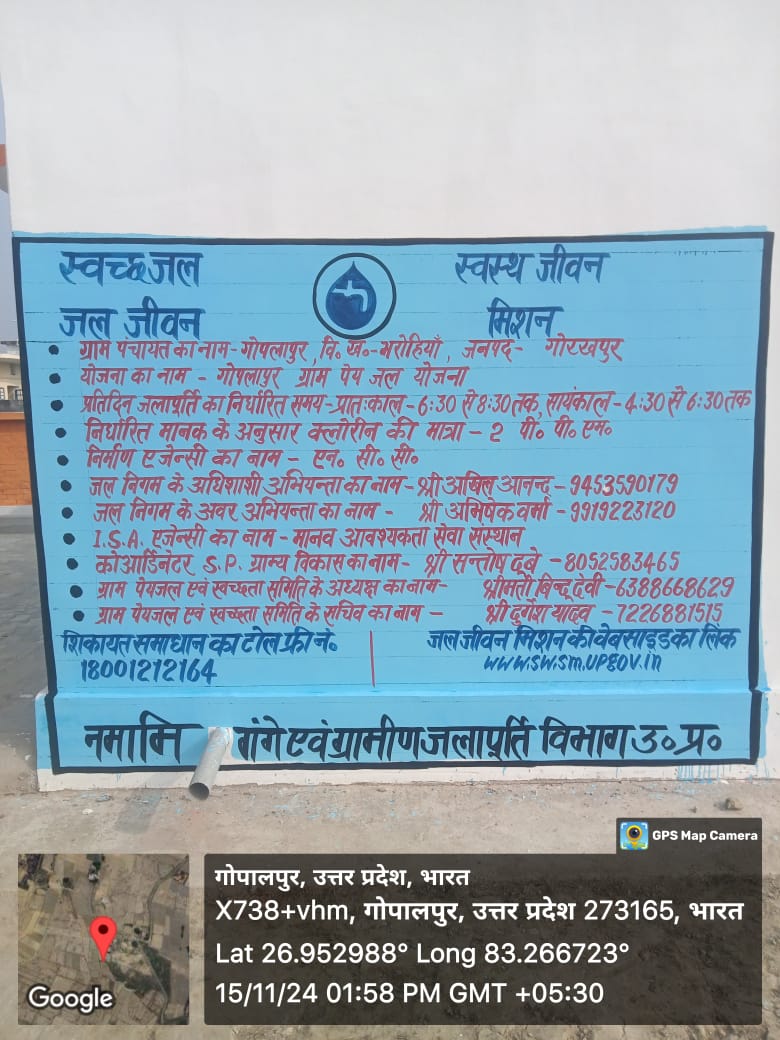 स्वच्छ जल स्वस्थ जीवन
जल जीवन मिशन
• ग्राम पंचायत का नाम - गोपलापुर, वि० ख०- भरोहियाँ, जनपद- गोरखपुर
• योजना का नाम - गोपलापुर ग्राम पेय जल योजना
• प्रतिदिन जलापूर्ति का निर्धारित समय - प्रातःकाल - 6:30 से 8:30 तक, सायंकाल - 4:30 से 6:30 तक
• निर्धारित मानक के अनुसार क्लोरीन की मात्रा - 2 पी० पी० एम०
• निर्माण एजेन्सी का नाम - एन० सी० सी०
• जल निगम के अधिशाशी अभियन्ता का नाम - श्री अखिल आनन्द - 9453590179
• जल निगम के अवर अभियन्ता का नाम - श्री अभिषेक वर्मा - 9919223120
• I.S.A. एजेन्सी का नाम - मानव आवश्यकता सेवा संस्थान
• कोआर्डिनेटर S.P. ग्राम्य विकास का नाम - श्री सन्तोष दूबे - 8052583465
• ग्राम पेयजल एवं स्वच्छता समिति के अध्यक्ष का नाम - श्रीमती बिन्दू देवी - 6388668629
• ग्राम पेयजल एवं स्वच्छता समिति के सचिव का नाम - श्री दुर्गेश यादव - 7226881515
शिकायत समाधान का टोल फ्री नं० जल जीवन मिशन की वेबसाइड का लिंक
18001212164 www.swsm.upgov.in
नमामि गंगे एवं ग्रामीण जलापूर्ति विभाग उ० प्र०
GPS Map Camera
गोपालपुर, उत्तर प्रदेश, भारत
X738+vhm, गोपालपुर, उत्तर प्रदेश 273165, भारत
Lat 26.952988° Long 83.266723°
15/11/24 01:58 PM GMT +05:30
Google